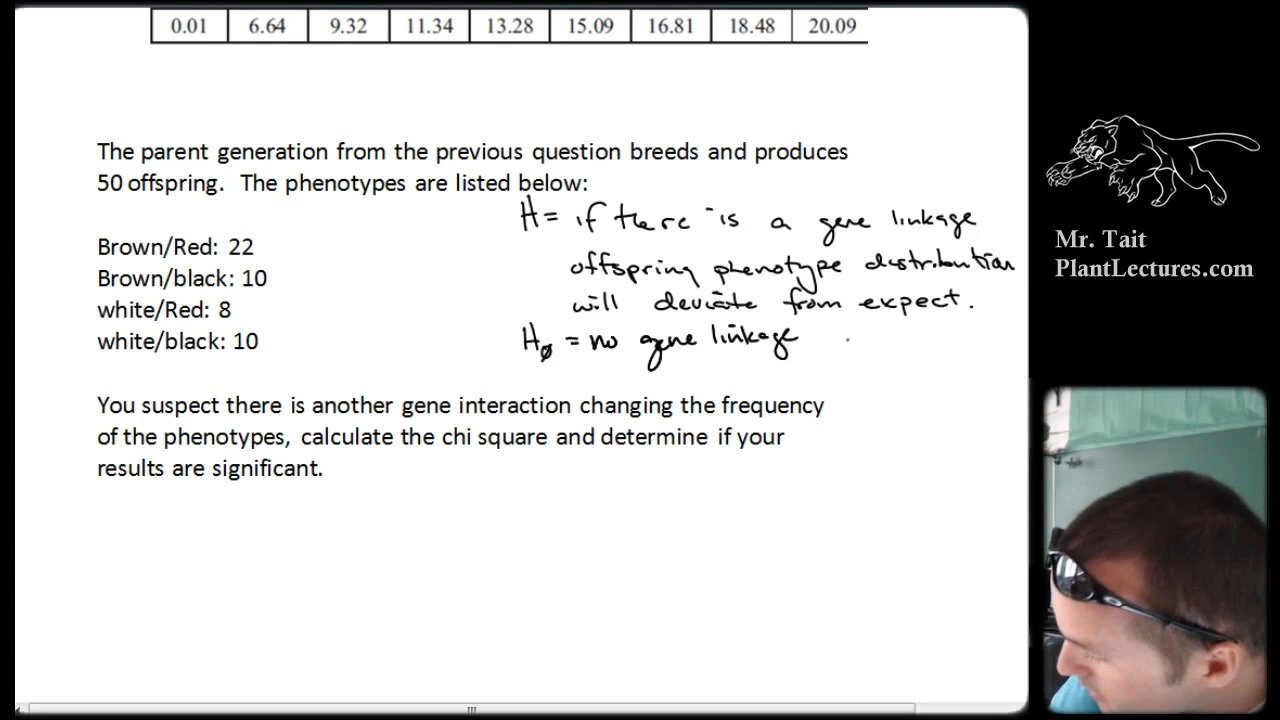 0.01 6.64 9.32 11.34 13.28 15.09 16.81 18.48 20.09
The parent generation from the previous question breeds and produces
50 offspring. The phenotypes are listed below:
H = if there is a gene linkage
offspring phenotype distribution
will deviate from expect.
H∅ = no gene linkage
Brown/Red: 22
Brown/black: 10
white/Red: 8
white/black: 10
You suspect there is another gene interaction changing the frequency
of the phenotypes, calculate the chi square and determine if your
results are significant.
Mr. Tait
PlantLectures.com